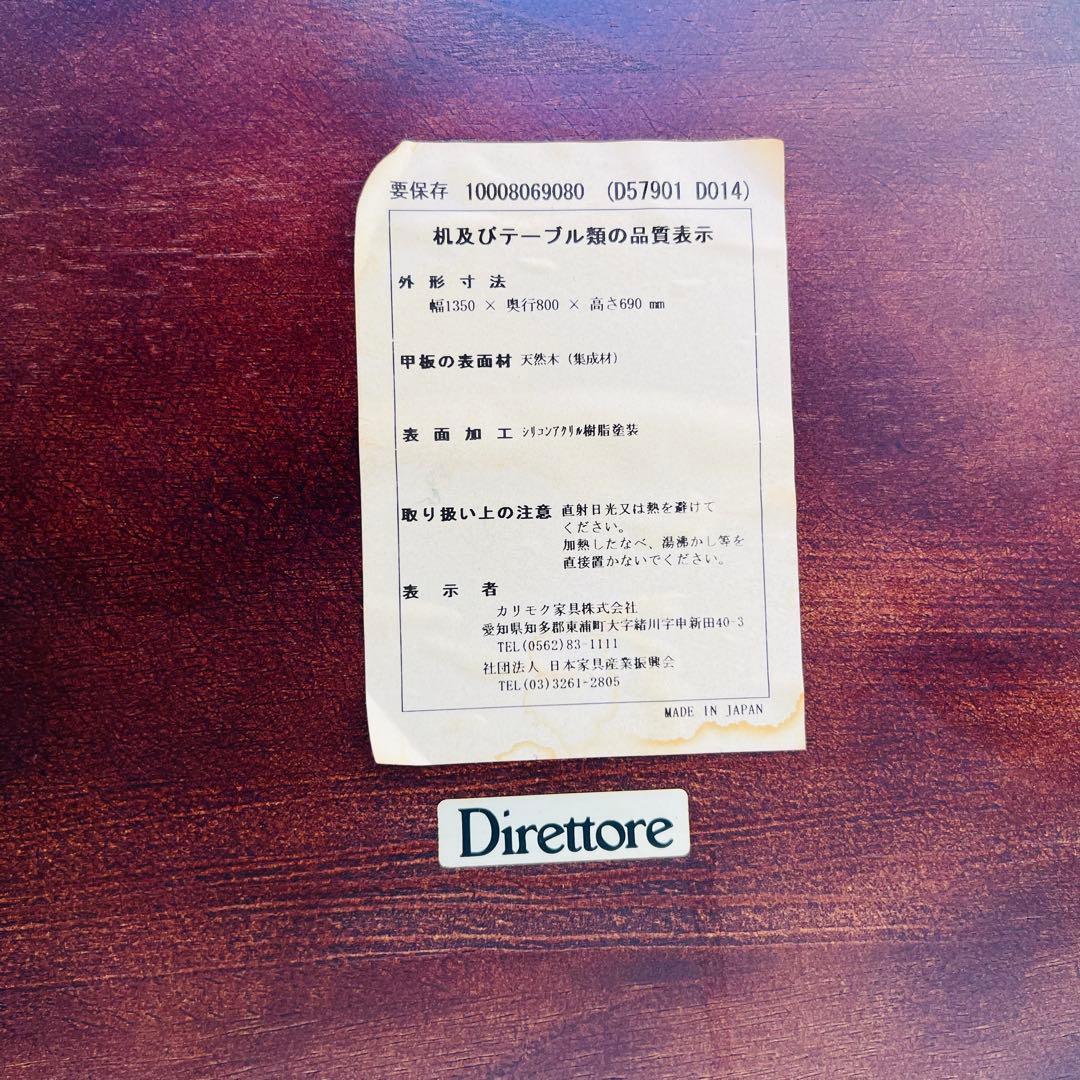 要保存 10008069080 (D57901 D014)
机及びテーブル類の品質表示
外形寸法
幅1350 × 奥行800 × 高さ690 mm
甲板の表面材 天然木（集成材）
表面加工 ｼﾘｺﾝｱｸﾘﾙ樹脂塗装
取り扱い上の注意 直射日光又は熱を避けて
ください。
加熱したなべ、湯沸かし等を
直接置かないでください。
表示者
カリモク家具株式会社
愛知県知多郡東浦町大字緒川字申新田40-3
TEL(0562)83-1111
社団法人 日本家具産業振興会
TEL(03)3261-2805
MADE IN JAPAN
Direttore